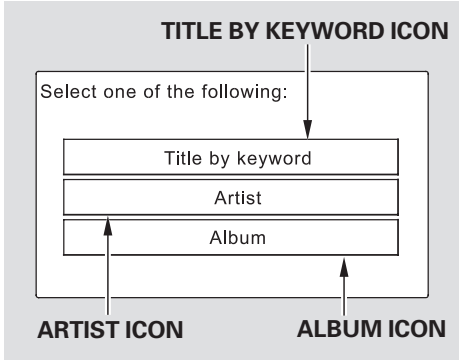 TITLE BY KEYWORD ICON
Select one of the following:
Title by keyword
Artist
Album
ARTIST ICON
ALBUM ICON